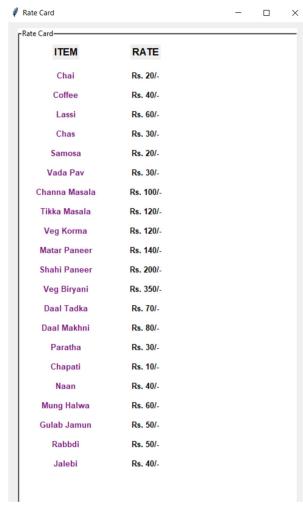 Rate Card
Rate Card
ITEM RATE
Chai Rs. 20/-
Coffee Rs. 40/-
Lassi Rs. 60/-
Chas Rs. 30/-
Samosa Rs. 20/-
Vada Pav Rs. 30/-
Channa Masala Rs. 100/-
Tikka Masala Rs. 120/-
Veg Korma Rs. 120/-
Matar Paneer Rs. 140/-
Shahi Paneer Rs. 200/-
Veg Biryani Rs. 350/-
Daal Tadka Rs. 70/-
Daal Makhni Rs. 80/-
Paratha Rs. 30/-
Chapati Rs. 10/-
Naan Rs. 40/-
Mung Halwa Rs. 60/-
Gulab Jamun Rs. 50/-
Rabbdi Rs. 50/-
Jalebi Rs. 40/-